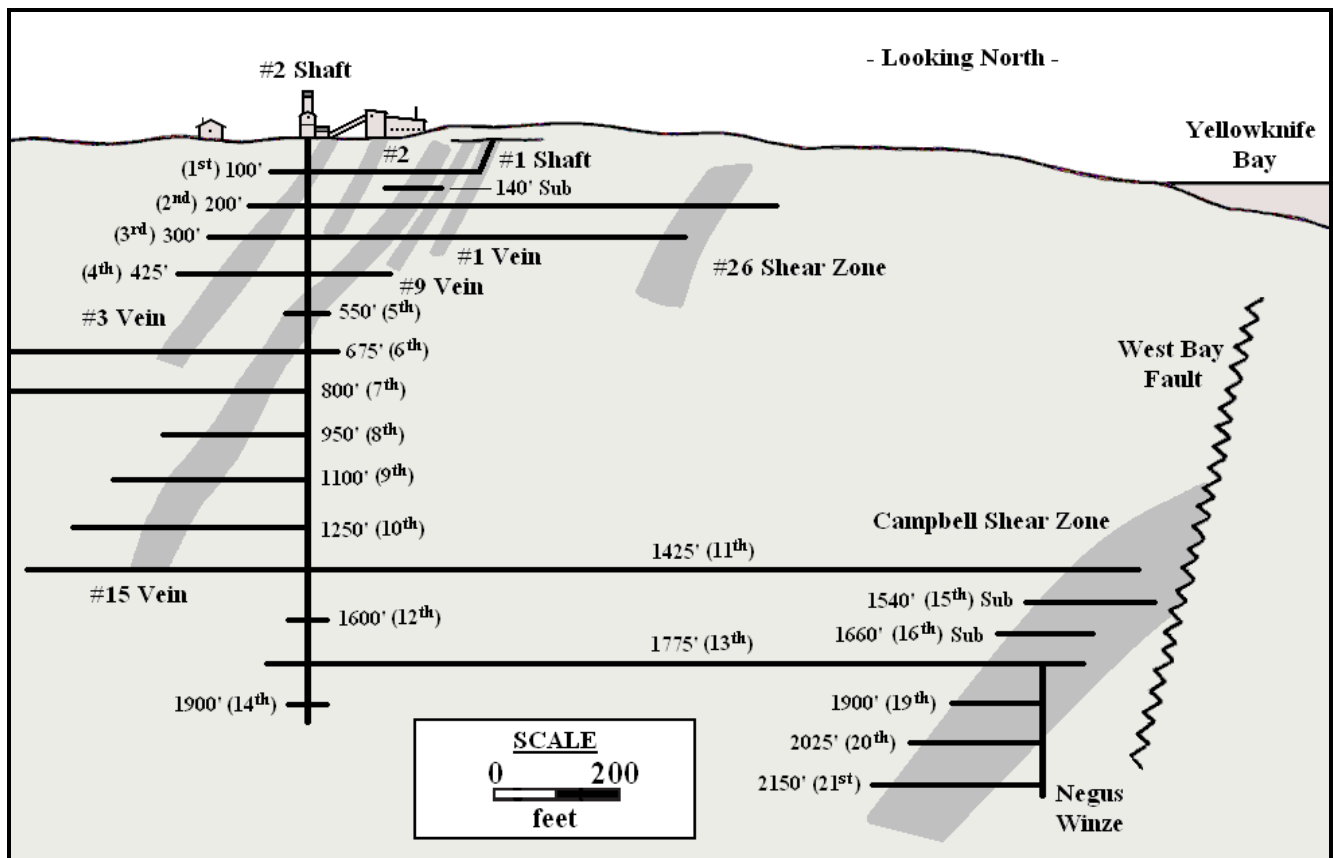 - Looking North -
#2 Shaft
Yellowknife
Bay
#2
#1 Shaft
(1st) 100'
140' Sub
(2nd) 200'
(3rd) 300'
#1 Vein
#26 Shear Zone
(4th) 425'
#9 Vein
550' (5th)
#3 Vein
675' (6th)
West Bay
Fault
800' (7th)
950' (8th)
1100' (9th)
1250' (10th)
Campbell Shear Zone
1425' (11th)
#15 Vein
1540' (15th) Sub
1600' (12th)
1660' (16th) Sub
1775' (13th)
1900' (14th)
1900' (19th)
SCALE
2025' (20th)
0 200
2150' (21st)
feet
Negus
Winze